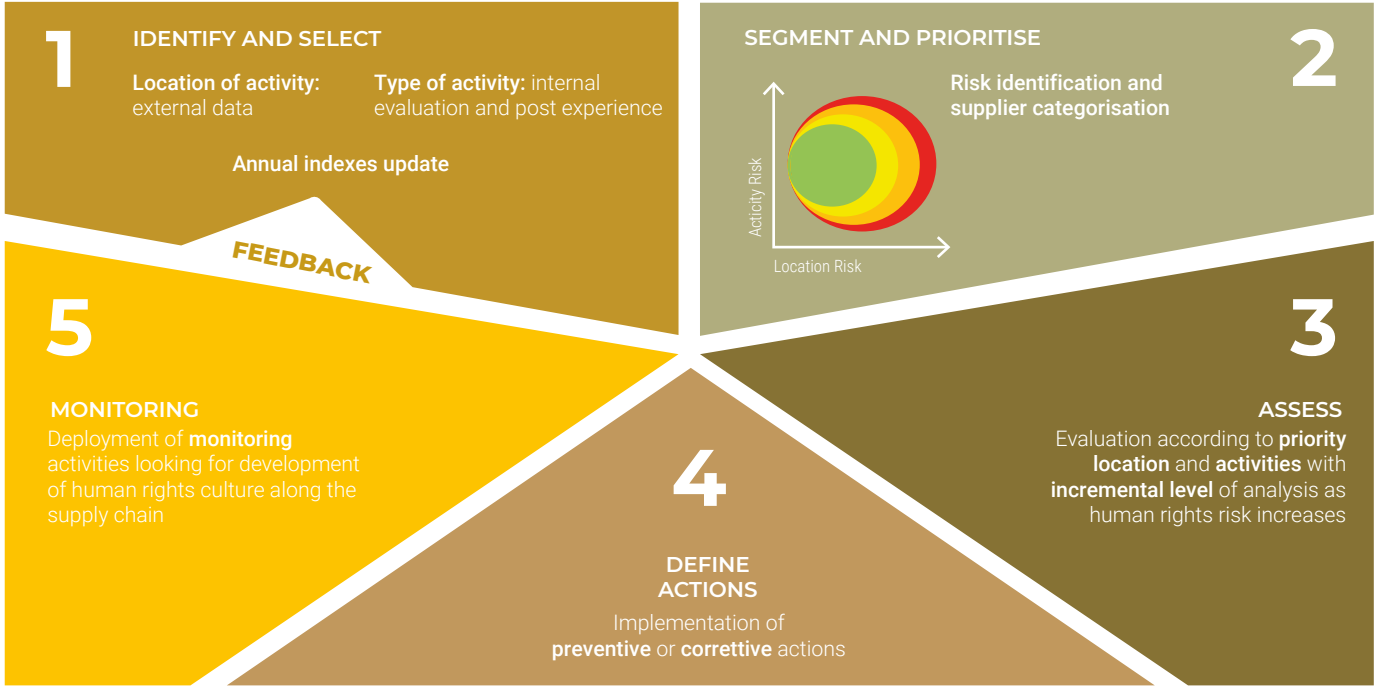 1
IDENTIFY AND SELECT
Location of activity:
external data
Type of activity: internal
evaluation and post experience
Annual indexes update
FEEDBACK
2
SEGMENT AND PRIORITISE
Risk identification and
supplier categorisation
Acticity Risk
Location Risk
3
ASSESS
Evaluation according to priority
location and activities with
incremental level of analysis as
human rights risk increases
4
DEFINE
ACTIONS
Implementation of
preventive or correttive actions
5
MONITORING
Deployment of monitoring
activities looking for development
of human rights culture along the
supply chain